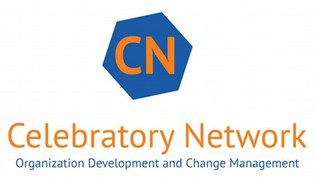 CN
Celebratory Network
Organization Development and Change Management